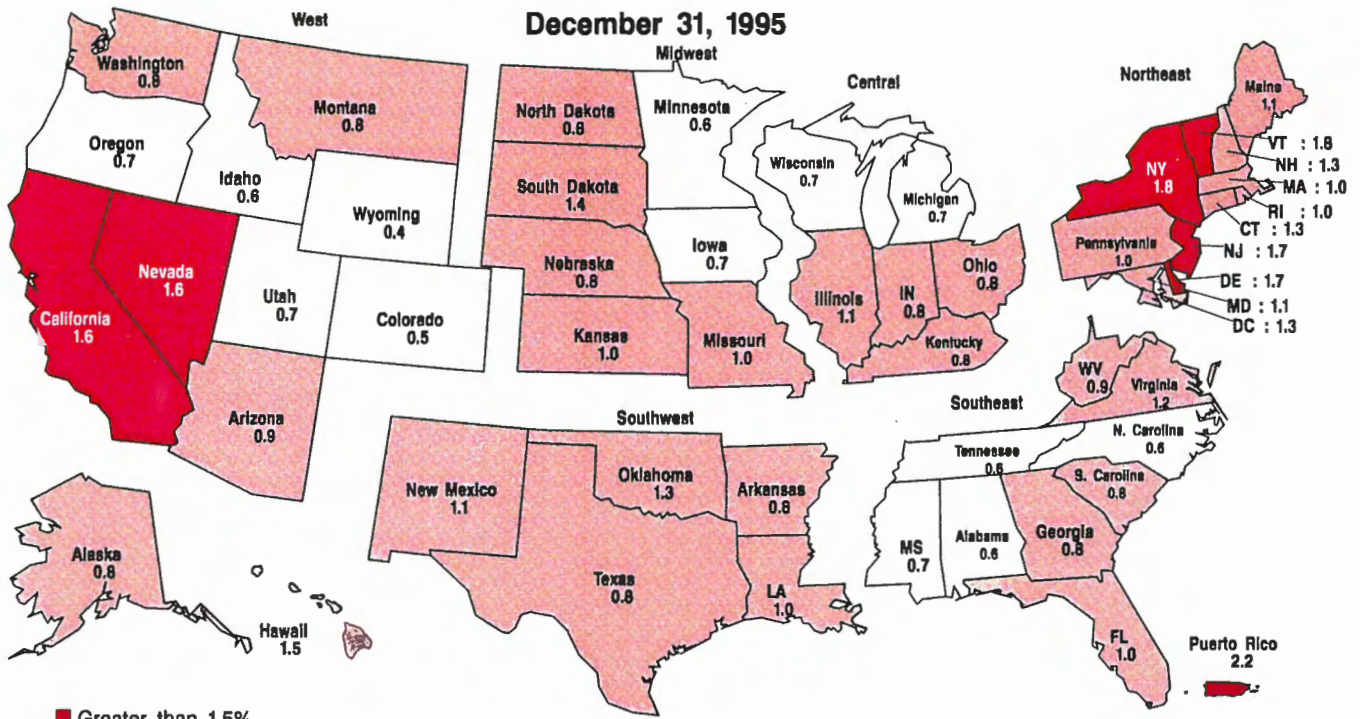 December 31, 1995
West
Midwest
Central
Northeast
Washington
0.8
Montana
0.8
North Dakota
0.8
Minnesota
0.6
Maine
1.1
Oregon
0.7
Idaho
0.6
South Dakota
1.4
Wisconsin
0.7
Michigan
0.7
NY
1.8
VT : 1.8
NH : 1.3
MA : 1.0
RI : 1.0
CT : 1.3
NJ : 1.7
DE : 1.7
MD : 1.1
DC : 1.3
Wyoming
0.4
Iowa
0.7
Pennsylvania
1.0
Nevada
1.6
Nebraska
0.8
Ohio
0.8
Utah
0.7
Colorado
0.5
California
1.6
Illinois
1.1
IN
0.8
Kansas
1.0
Missouri
1.0
Kentucky
0.8
WV
0.9
Virginia
1.2
Arizona
0.9
Southwest
Southeast
N. Carolina
0.6
Tennessee
0.6
New Mexico
1.1
Oklahoma
1.3
Arkansas
0.8
S. Carolina
0.8
MS
0.7
Alabama
0.6
Georgia
0.8
Alaska
0.8
Texas
0.8
LA
1.0
Hawaii
1.5
FL
1.0
Puerto Rico
2.2
Greater than 1.5%